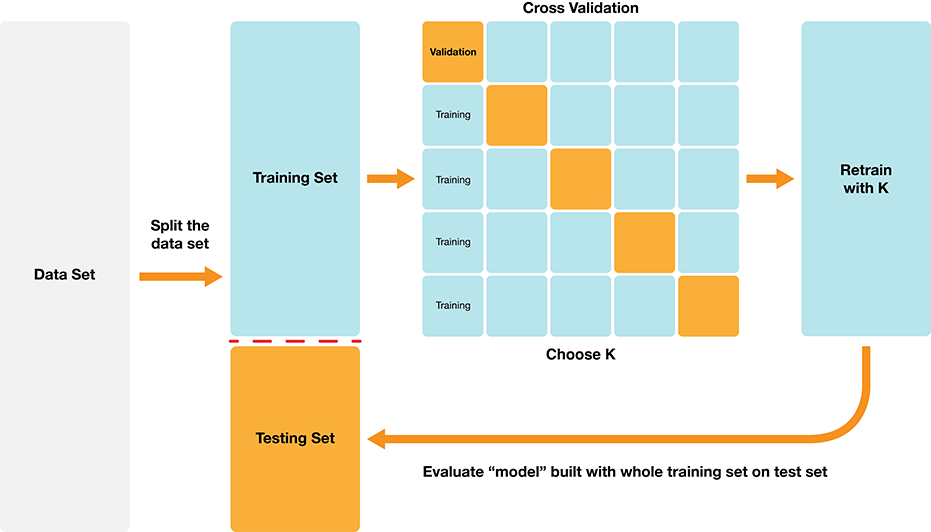 Cross Validation
Data Set
Split the
data set
Training Set
Testing Set
Validation
Training
Training
Training
Training
Choose K
Retrain
with K
Evaluate “model” built with whole training set on test set